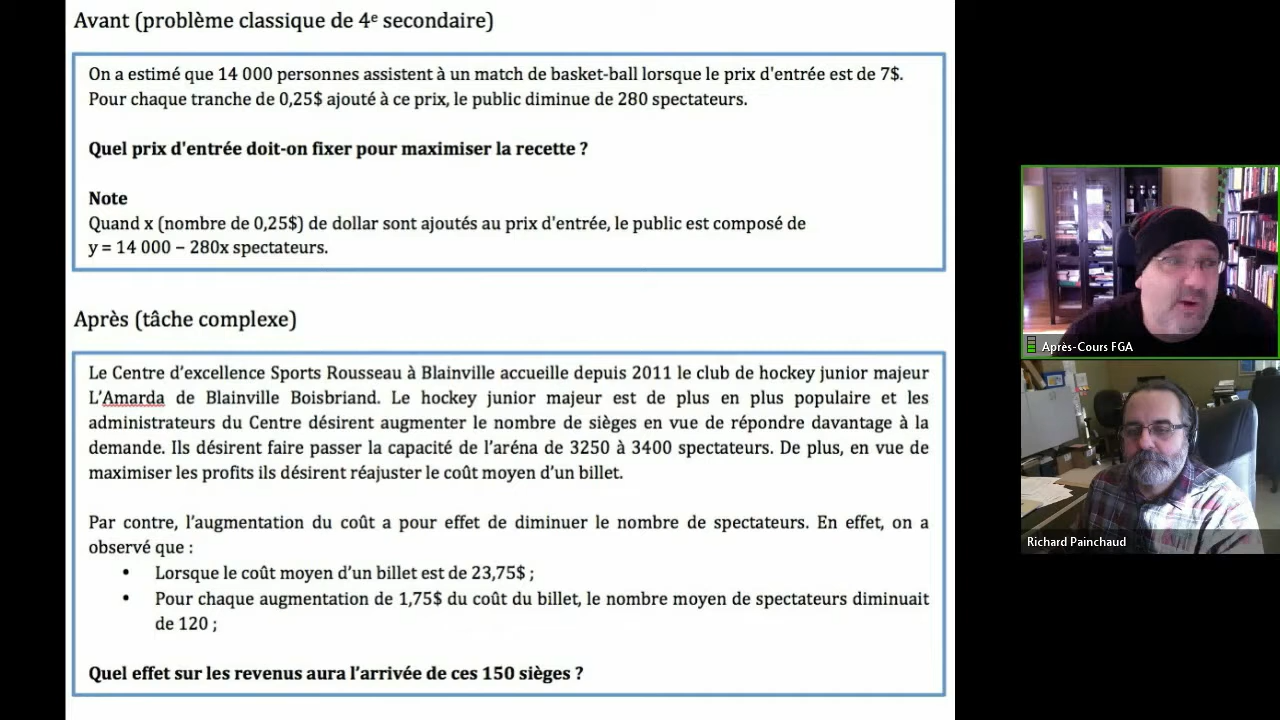 Avant (problème classique de 4e secondaire)
On a estimé que 14 000 personnes assistent à un match de basket-ball lorsque le prix d'entrée est de 7$.
Pour chaque tranche de 0,25$ ajouté à ce prix, le public diminue de 280 spectateurs.
Quel prix d'entrée doit-on fixer pour maximiser la recette ?
Note
Quand x (nombre de 0,25$) de dollar sont ajoutés au prix d'entrée, le public est composé de
y = 14 000 – 280x spectateurs.
Après (tâche complexe)
Le Centre d'excellence Sports Rousseau à Blainville accueille depuis 2011 le club de hockey junior majeur
L'Amarda de Blainville Boisbriand. Le hockey junior majeur est de plus en plus populaire et les
administrateurs du Centre désirent augmenter le nombre de sièges en vue de répondre davantage à la
demande. Ils désirent faire passer la capacité de l'aréna de 3250 à 3400 spectateurs. De plus, en vue de
maximiser les profits ils désirent réajuster le coût moyen d'un billet.
Par contre, l'augmentation du coût a pour effet de diminuer le nombre de spectateurs. En effet, on a
observé que :
• Lorsque le coût moyen d'un billet est de 23,75$ ;
• Pour chaque augmentation de 1,75$ du coût du billet, le nombre moyen de spectateurs diminuait
de 120 ;
Quel effet sur les revenus aura l'arrivée de ces 150 sièges ?
Après-Cours FGA
Richard Painchaud